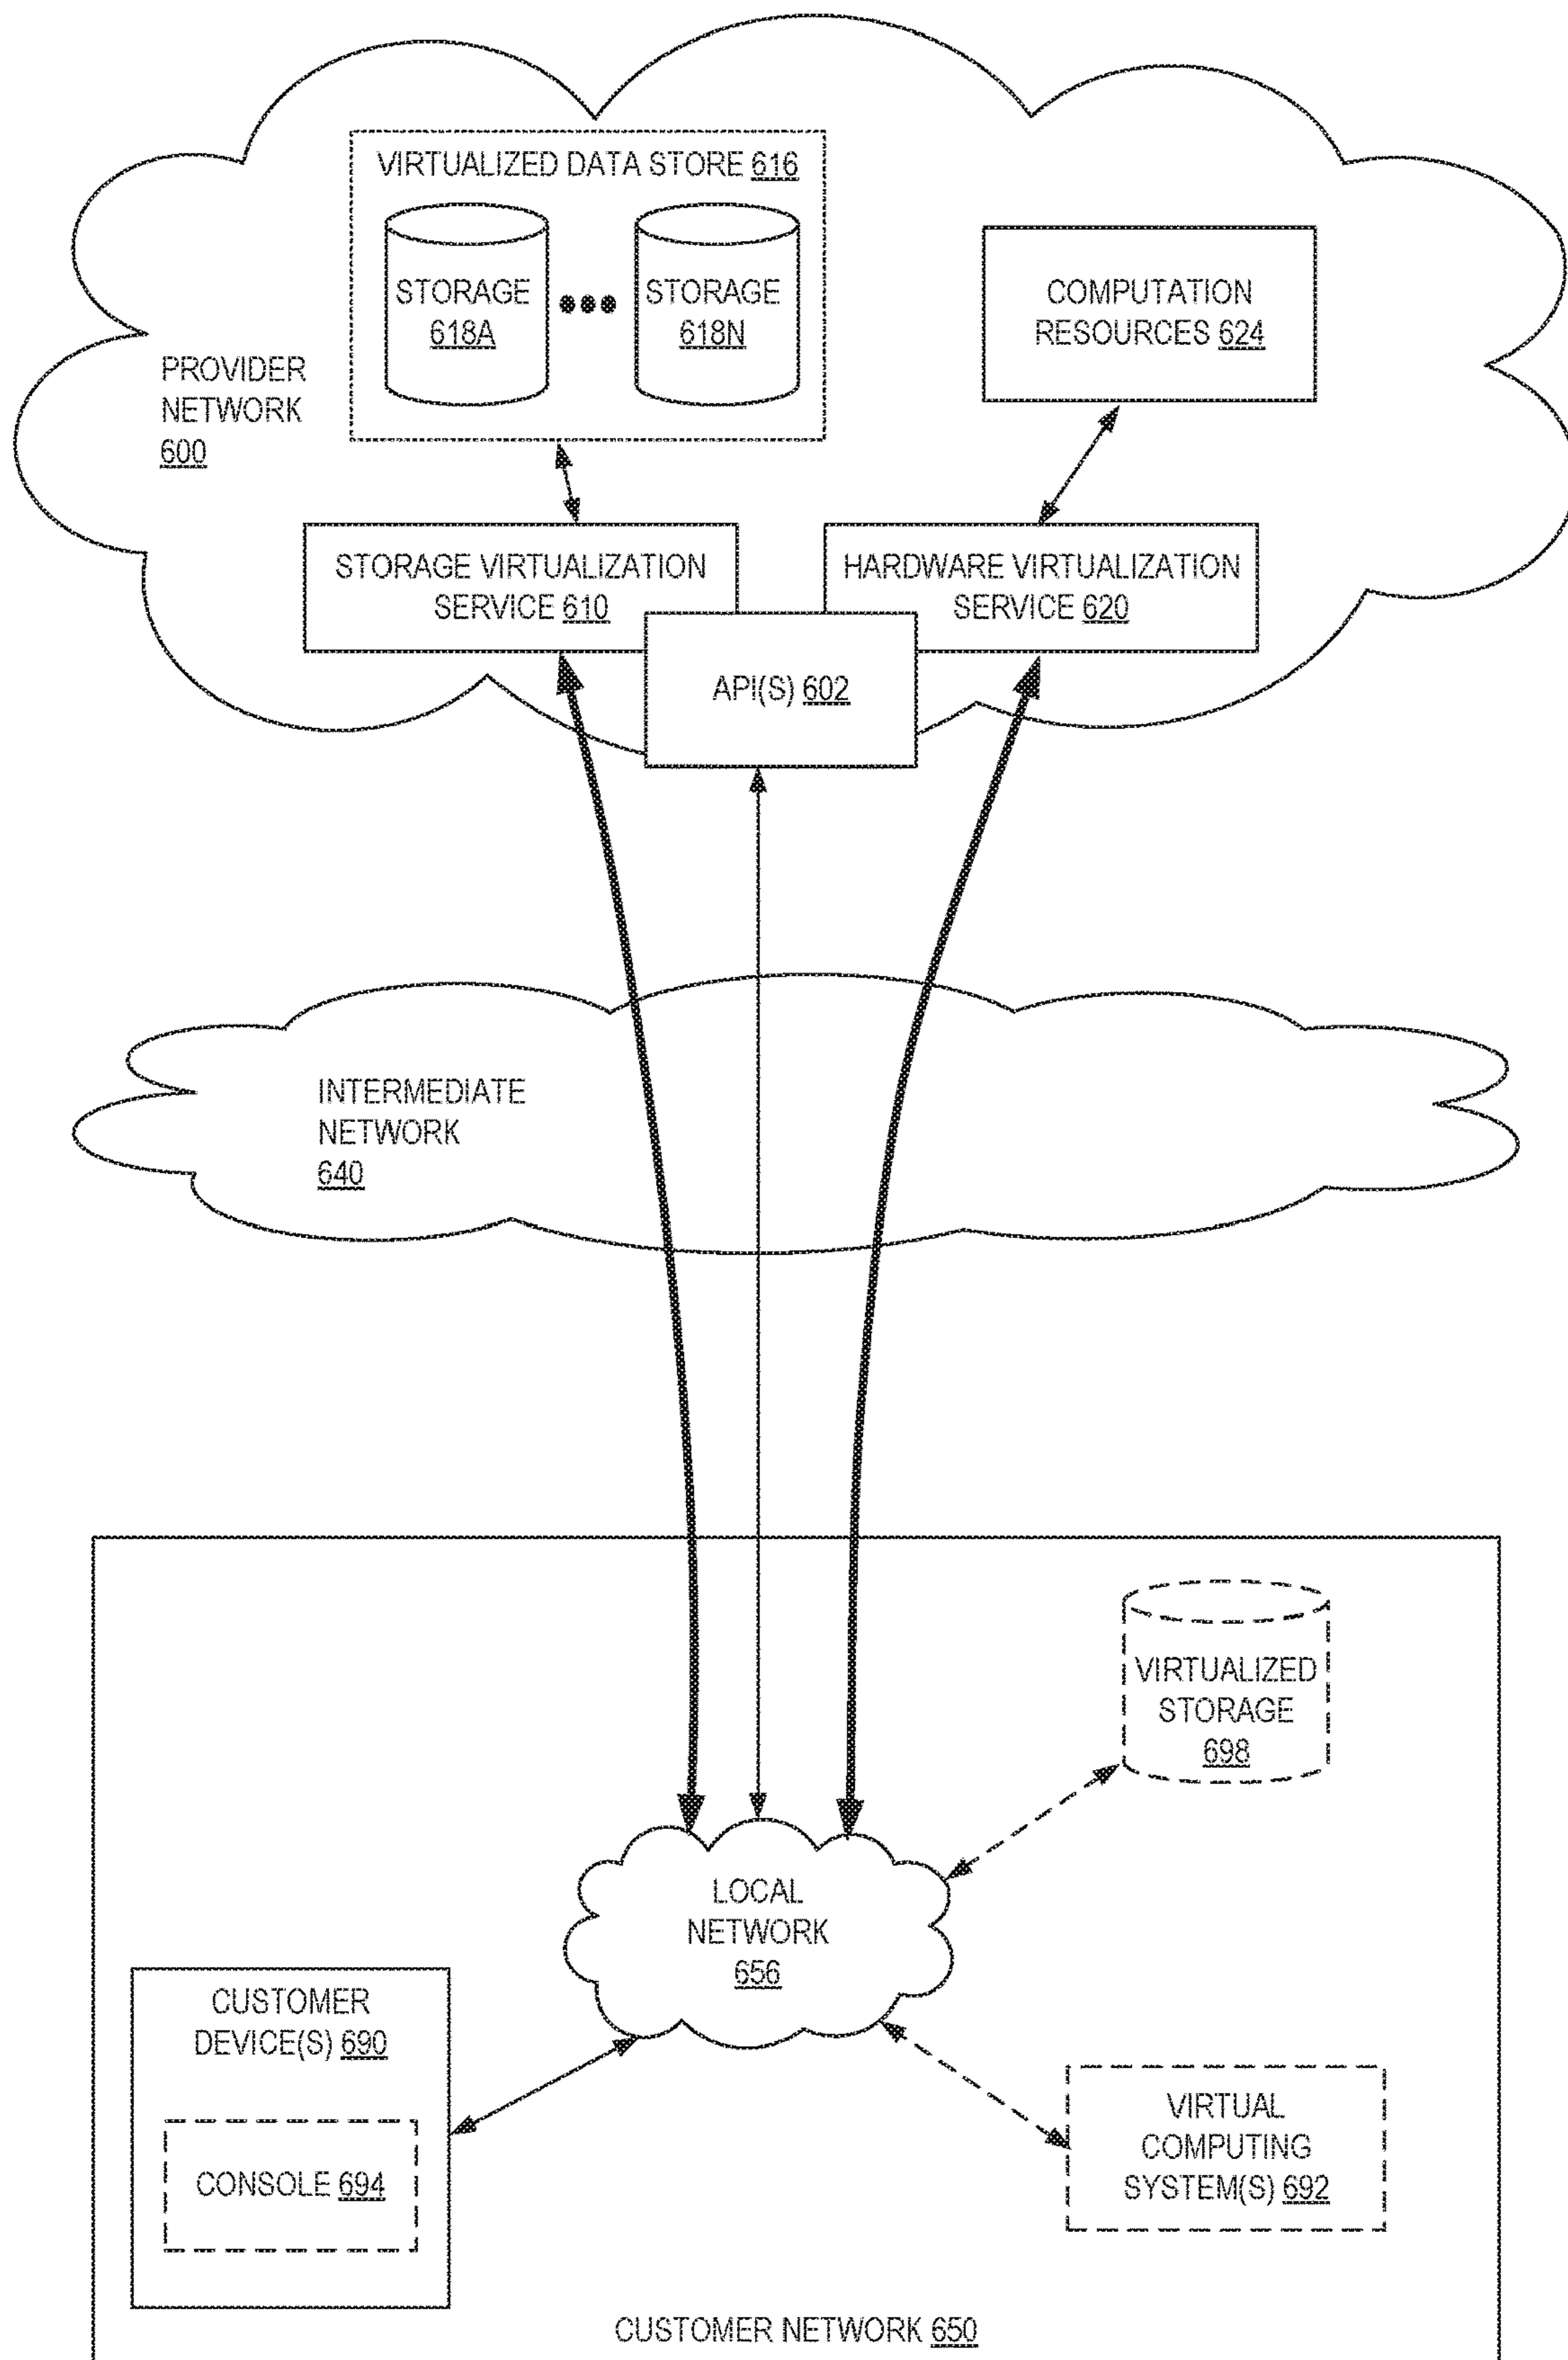 VIRTUALIZED DATA STORE 616
STORAGE
618A
STORAGE
618N
COMPUTATION
RESOURCES 624
PROVIDER
NETWORK
600
STORAGE VIRTUALIZATION
SERVICE 610
HARDWARE VIRTUALIZATION
SERVICE 620
API(S) 602
INTERMEDIATE
NETWORK
640
VIRTUALIZED
STORAGE
698
LOCAL
NETWORK
656
CUSTOMER
DEVICE(S) 690
CONSOLE 694
VIRTUAL
COMPUTING
SYSTEM(S) 692
CUSTOMER NETWORK 650